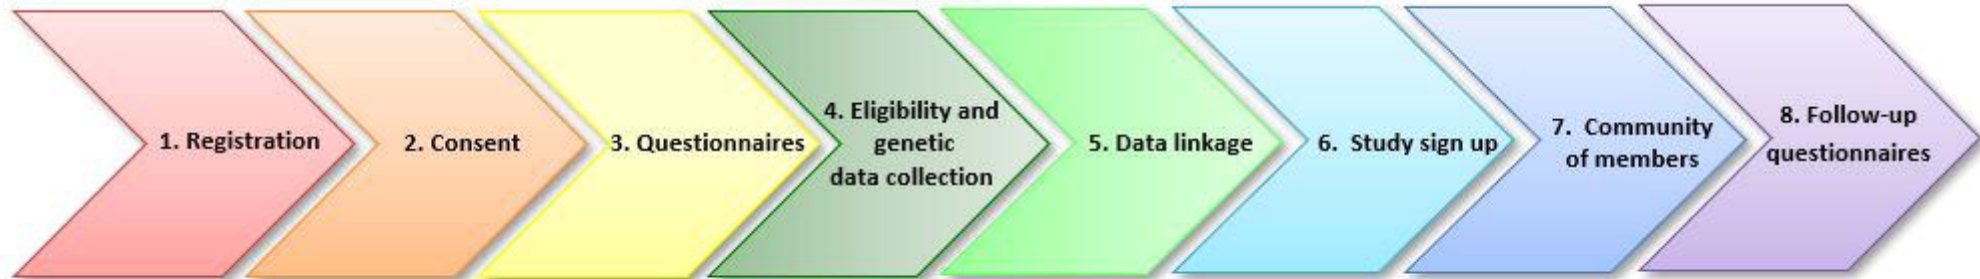 1. Registration
2. Consent
3. Questionnaires
4. Eligibility and
genetic
data collection
5. Data linkage
6. Study sign up
7. Community
of members
8. Follow-up
questionnaires